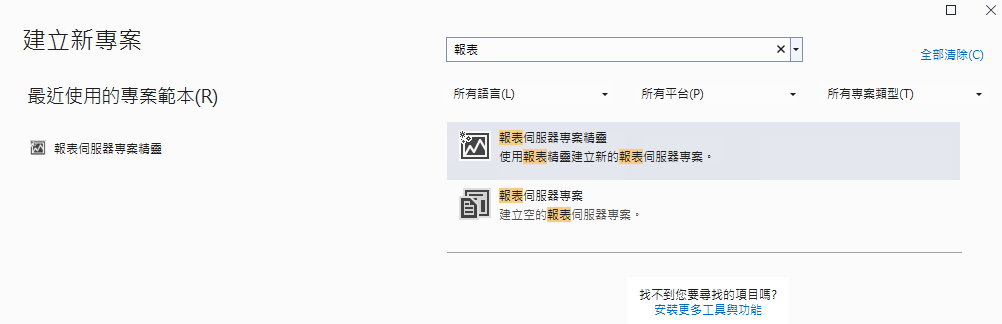 建立新專案
報表
全部清除(C)
最近使用的專案範本(R)
所有語言(L)
所有平台(P)
所有專案類型(T)
報表伺服器專案精靈
報表伺服器專案精靈
使用報表精靈建立新的報表伺服器專案。
報表伺服器專案
建立空的報表伺服器專案。
找不到您要尋找的項目嗎?
安裝更多工具與功能